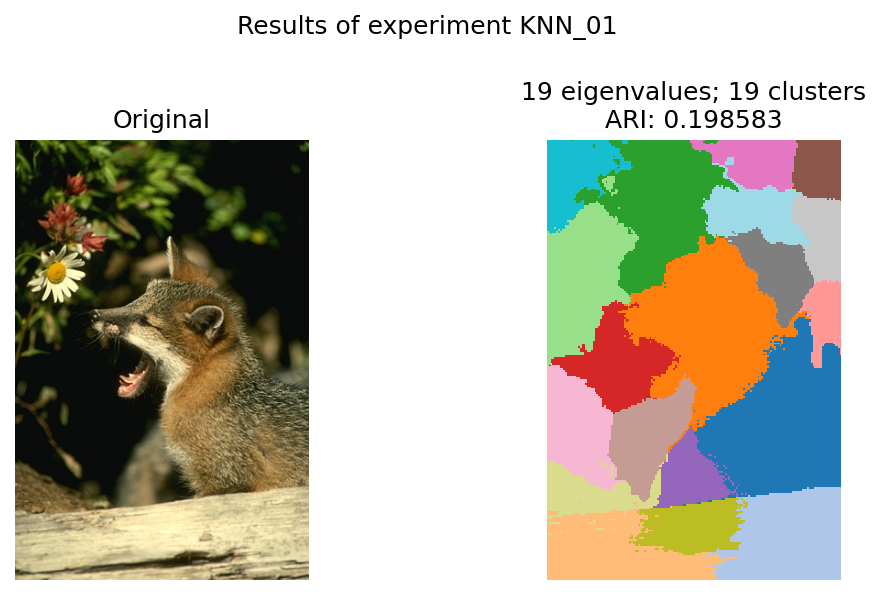 Results of experiment KNN_01
Original
19 eigenvalues; 19 clusters
ARI: 0.198583